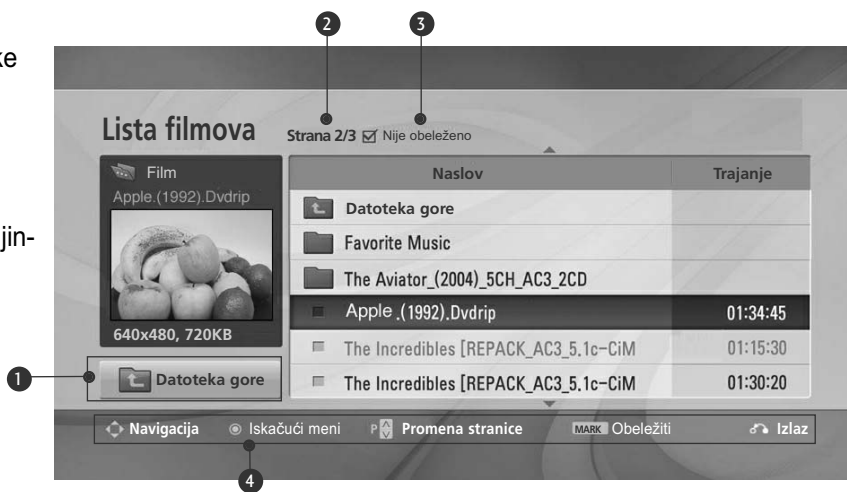 2 3
ke
Lista filmova Strana 2/3 Nije obeleženo
Film Naslov Trajanje
Apple.(1992).Dvdrip
Datoteka gore
jin-
Favorite Music
The Aviator_(2004)_5CH_AC3_2CD
Apple .(1992).Dvdrip 01:34:45
640x480, 720KB
The Incredibles [REPACK_AC3_5.1c-CiM 01:15:30
1 Datoteka gore
The Incredibles [REPACK_AC3_5.1c-CiM 01:30:20
Navigacija Iskačući meni P Promena stranice MARK Obeležiti Izlaz
4